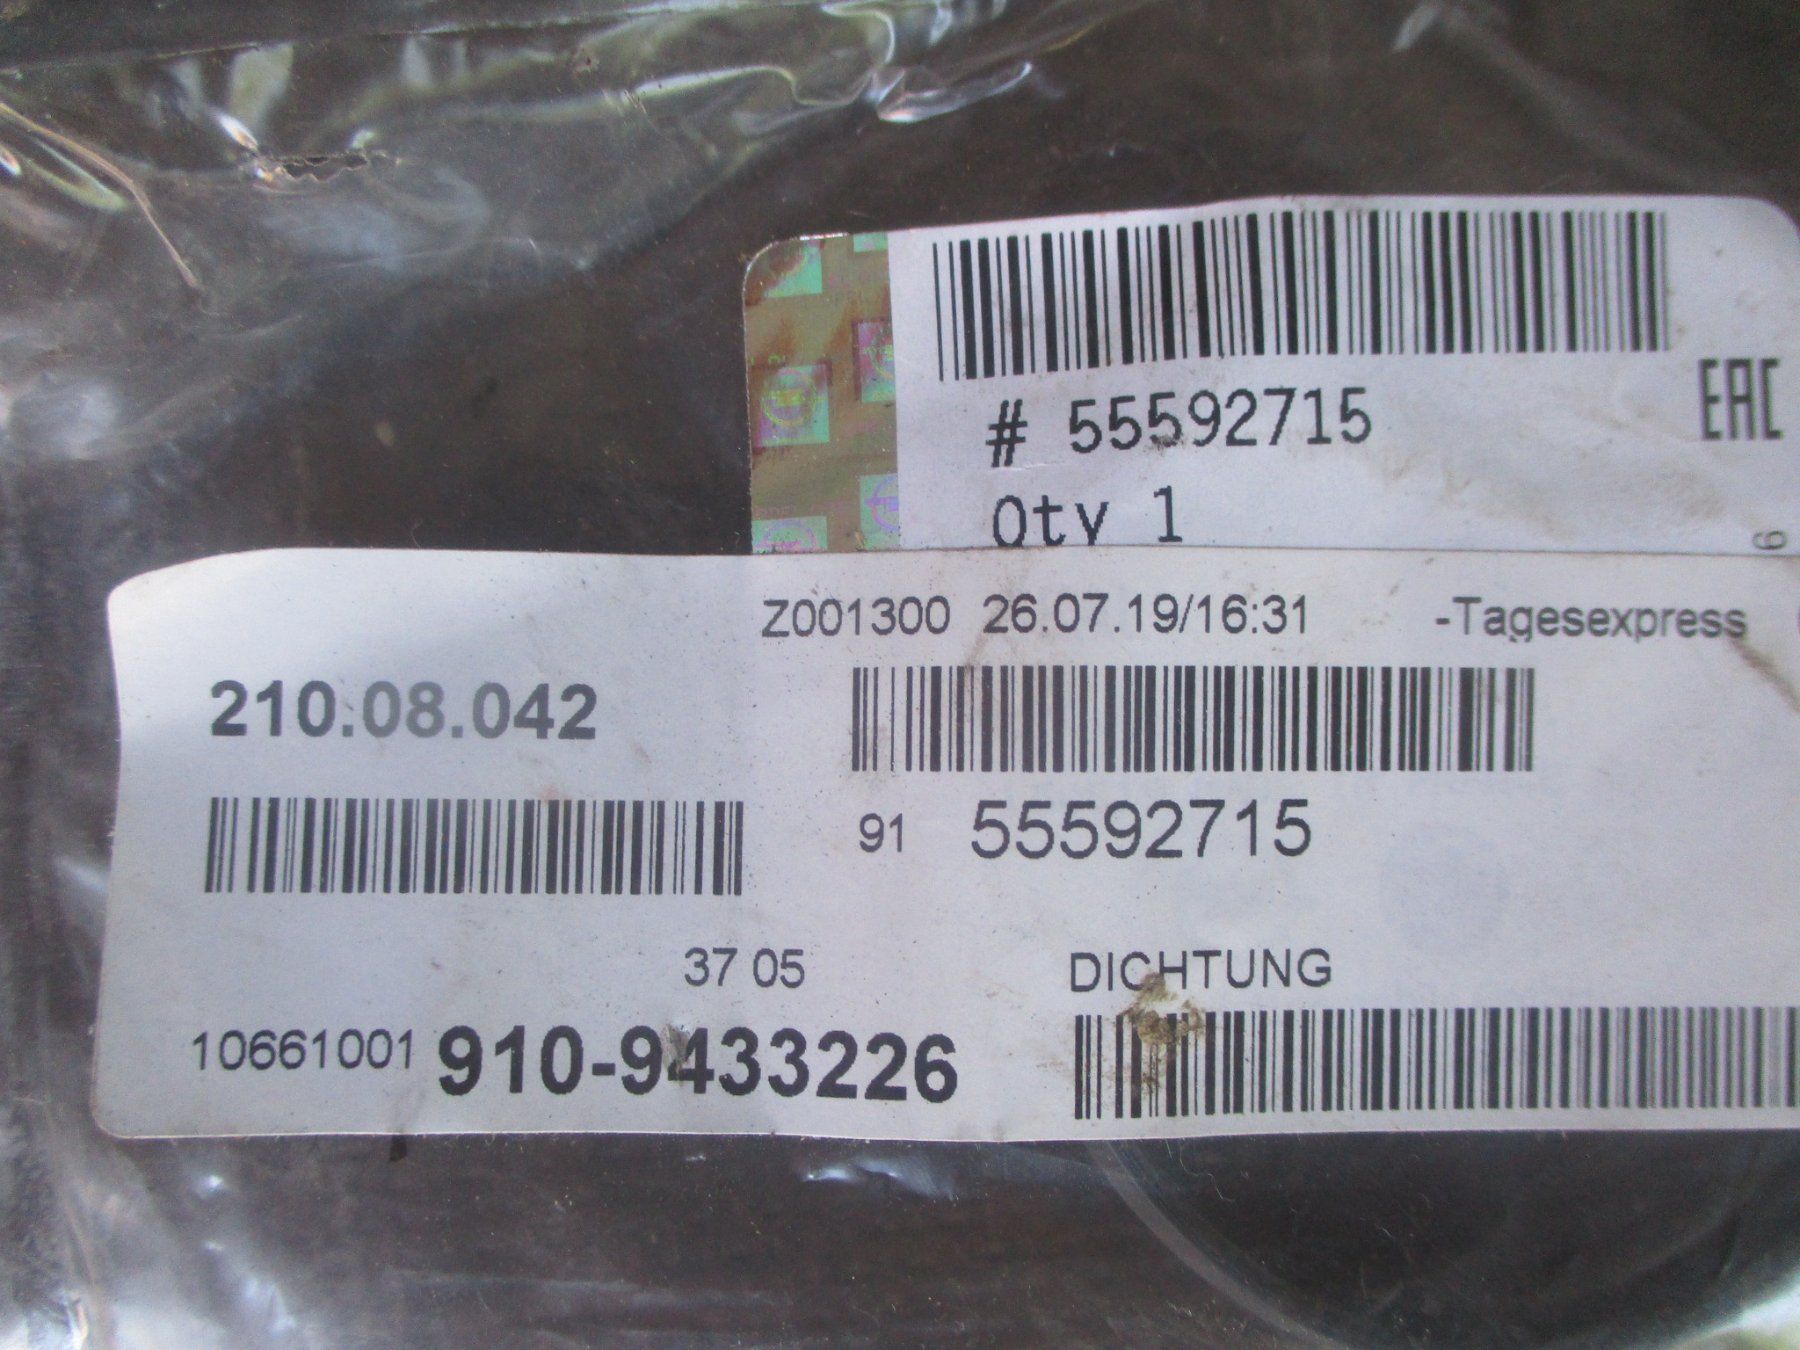 # 55592715
EAC
Qty 1
6
Z001300 26.07.19/16:31 -Tagesexpress
210.08.042
91 55592715
37 05 DICHTUNG
10661001 910-9433226